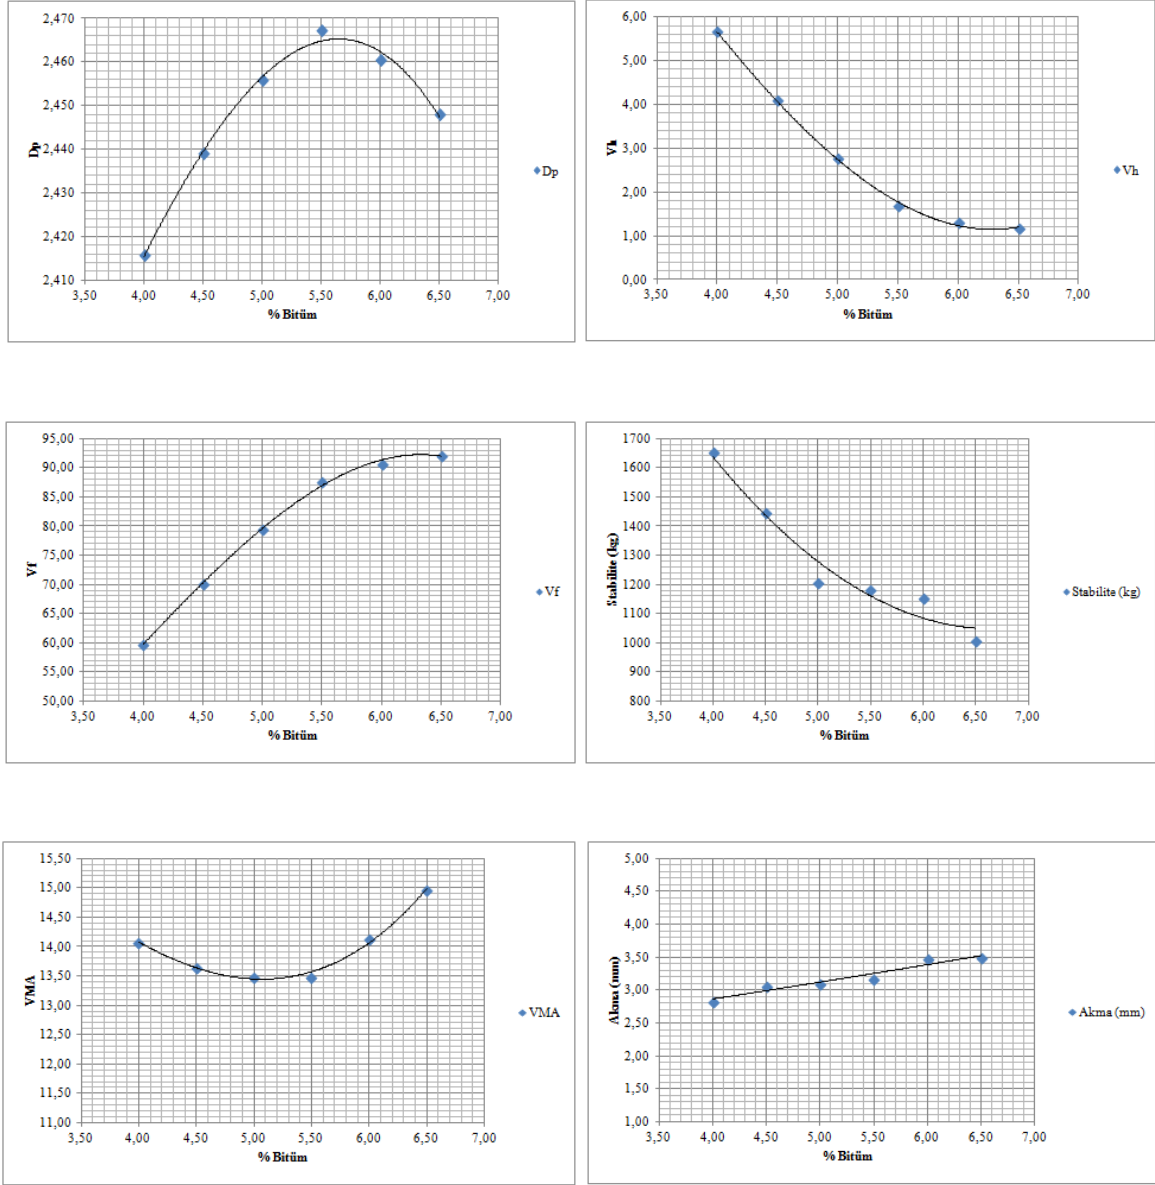 2,470
2,460
2,450
2,440
2,430
2,420
2,410
Dp
3,50 4,00 4,50 5,00 5,50 6,00 6,50 7,00
% Bitüm
Dp
6,00
5,00
4,00
3,00
2,00
1,00
0,00
Vh
3,50 4,00 4,50 5,00 5,50 6,00 6,50 7,00
% Bitüm
Vh
95,00
90,00
85,00
80,00
75,00
70,00
65,00
60,00
55,00
50,00
Vf
3,50 4,00 4,50 5,00 5,50 6,00 6,50 7,00
% Bitüm
Vf
1700
1600
1500
1400
1300
1200
1100
1000
900
800
Stabilite (kg)
3,50 4,00 4,50 5,00 5,50 6,00 6,50 7,00
% Bitüm
Stabilite (kg)
15,50
15,00
14,50
14,00
13,50
13,00
12,50
12,00
11,50
11,00
VMA
3,50 4,00 4,50 5,00 5,50 6,00 6,50 7,00
% Bitüm
VMA
5,00
4,50
4,00
3,50
3,00
2,50
2,00
1,50
1,00
Akma (mm)
3,50 4,00 4,50 5,00 5,50 6,00 6,50 7,00
% Bitüm
Akma (mm)